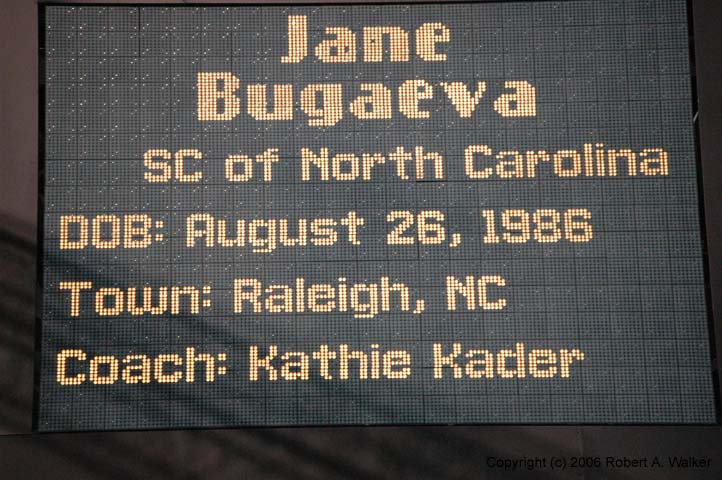 Jane
Bugaeva
SC of North Carolina
DOB: August 26, 1986
Town: Raleigh, NC
Coach: Kathie Kader
Copyright (c) 2006 Robert A. Walker